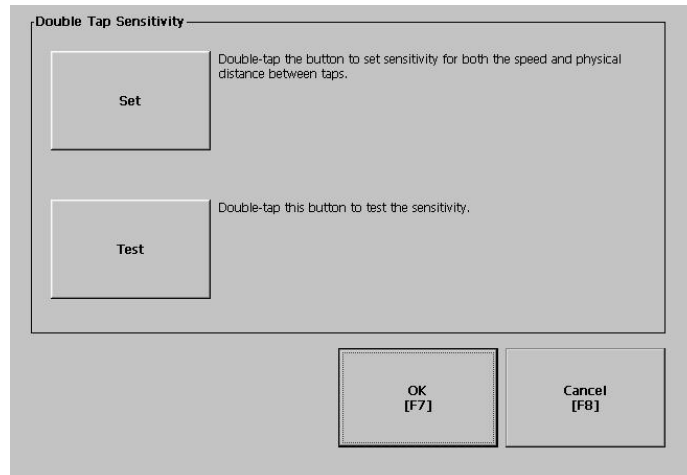 Double Tap Sensitivity
Double-tap the button to set sensitivity for both the speed and physical
distance between taps.
Set
Double-tap this button to test the sensitivity.
Test
OK
[F7]
Cancel
[F8]